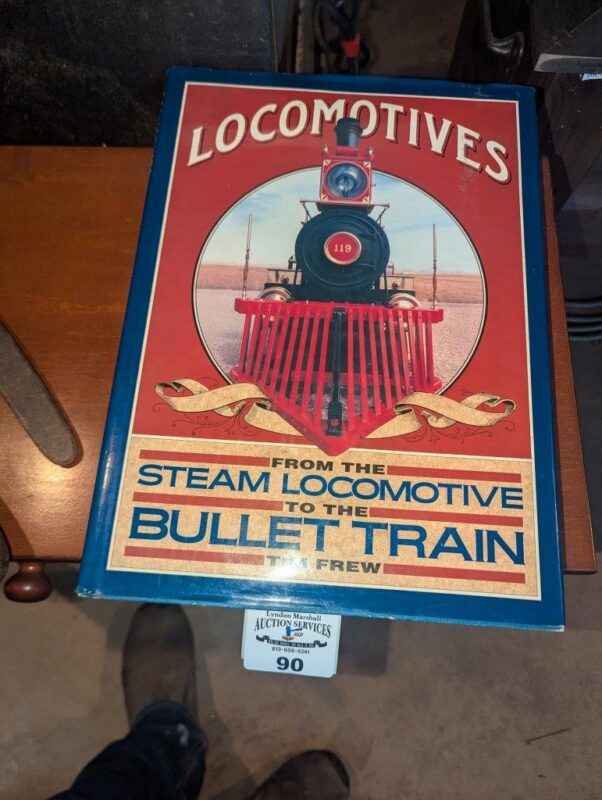 LOCOMOTIVES
119
FROM THE
STEAM LOCOMOTIVE
TO THE
BULLET TRAIN
TIM FREW
Lyndon Marshall
AUCTION SERVICES
90